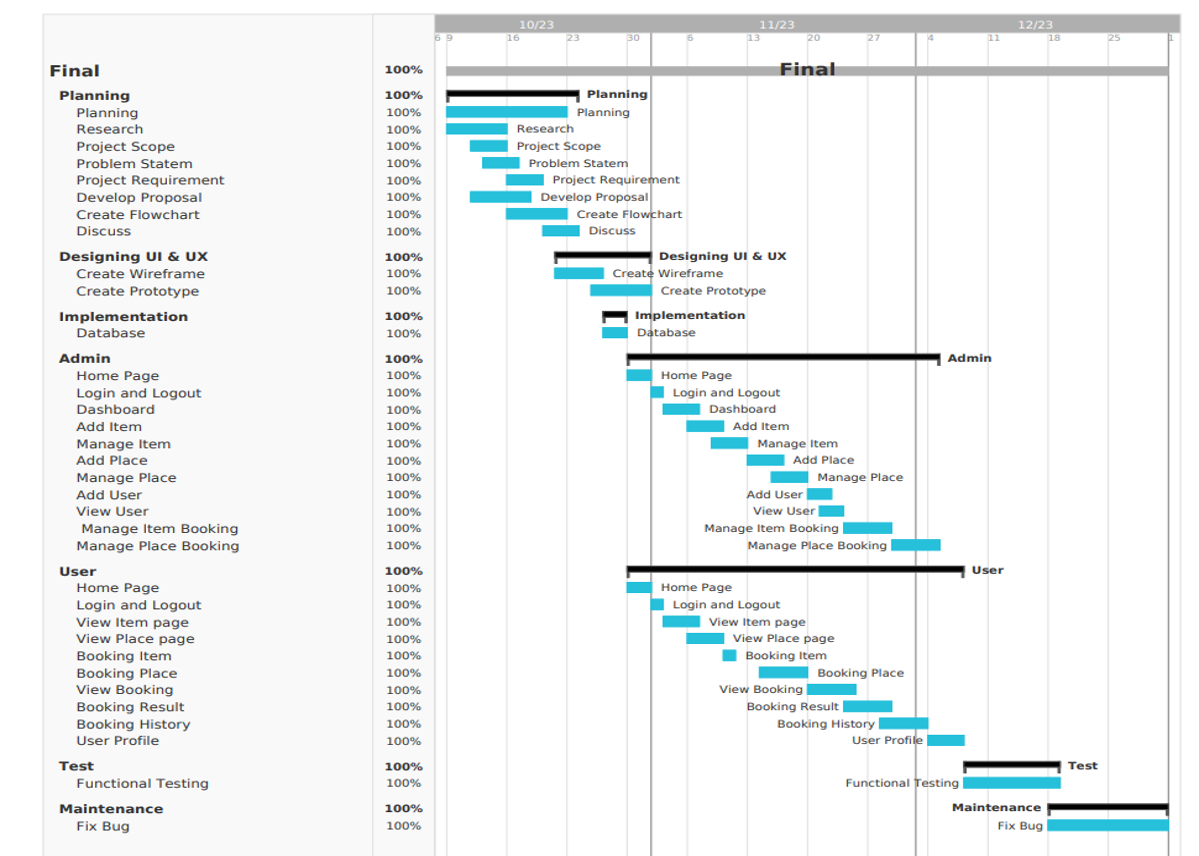 10/23 11/23 12/23
6 9 16 23 30 6 13 20 27 4 11 18 25 1
Final 100% Final
Planning 100% Planning
Planning 100% Planning
Research 100% Research
Project Scope 100% Project Scope
Problem Statem 100% Problem Statem
Project Requirement 100% Project Requirement
Develop Proposal 100% Develop Proposal
Create Flowchart 100% Create Flowchart
Discuss 100% Discuss
Designing UI & UX 100% Designing UI & UX
Create Wireframe 100% Create Wireframe
Create Prototype 100% Create Prototype
Implementation 100% Implementation
Database 100% Database
Admin 100% Admin
Home Page 100% Home Page
Login and Logout 100% Login and Logout
Dashboard 100% Dashboard
Add Item 100% Add Item
Manage Item 100% Manage Item
Add Place 100% Add Place
Manage Place 100% Manage Place
Add User 100% Add User
View User 100% View User
Manage Item Booking 100% Manage Item Booking
Manage Place Booking 100% Manage Place Booking
User 100% User
Home Page 100% Home Page
Login and Logout 100% Login and Logout
View Item page 100% View Item page
View Place page 100% View Place page
Booking Item 100% Booking Item
Booking Place 100% Booking Place
View Booking 100% View Booking
Booking Result 100% Booking Result
Booking History 100% Booking History
User Profile 100% User Profile
Test 100% Test
Functional Testing 100% Functional Testing
Maintenance 100% Maintenance
Fix Bug 100% Fix Bug